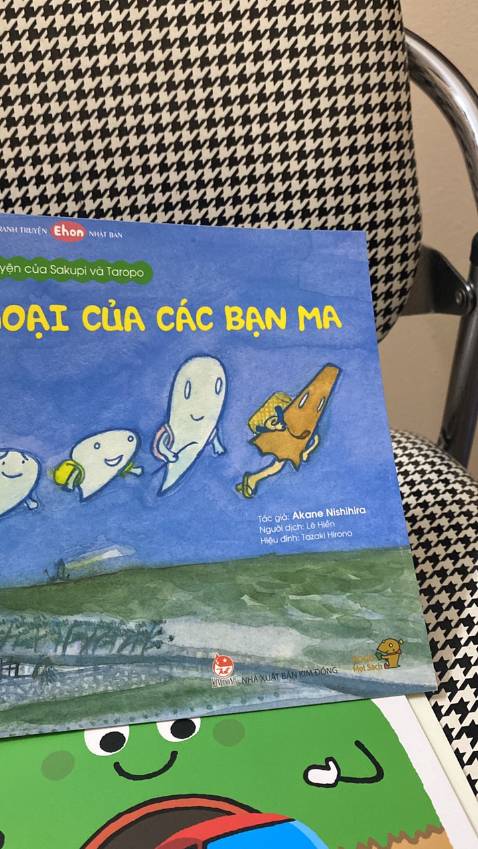 TRANH TRUYỆN Ehon NHẬT BẢN
yện của Sakupi và Taropo
OẠI CỦA CÁC BẠN MA
Tác giả: Akane Nishihira
Người dịch: Lê Hiền
Hiệu đính: Tazaki Hirono
NHÀ XUẤT BẢN KIM ĐỒNG